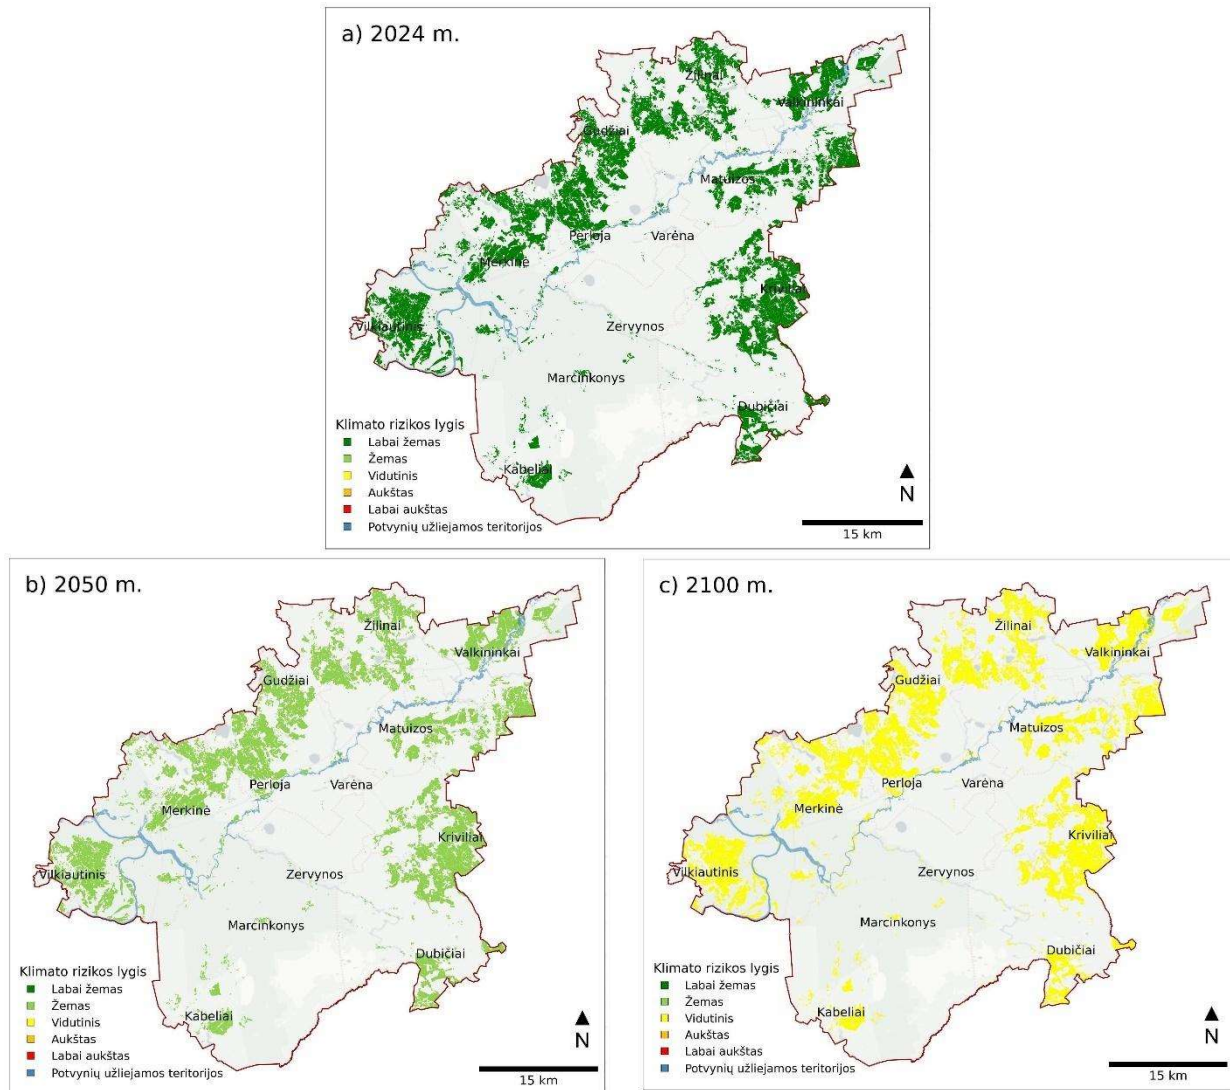 a) 2024 m.
Žilinai
Valkininkai
Gudžiai
Matuizos
Perloja
Varėna
Merkinė
Kriviliai
Vilkiautinis
Zervynos
Marcinkonys
Dubičiai
Kabeliai
Klimato rizikos lygis
Labai žemas
Žemas
Vidutinis
Aukštas
Labai aukštas
Potvynių užliejamos teritorijos
N
15 km
b) 2050 m.
Žilinai
Valkininkai
Gudžiai
Matuizos
Perloja
Varėna
Merkinė
Kriviliai
Vilkiautinis
Zervynos
Marcinkonys
Dubičiai
Kabeliai
Klimato rizikos lygis
Labai žemas
Žemas
Vidutinis
Aukštas
Labai aukštas
Potvynių užliejamos teritorijos
N
15 km
c) 2100 m.
Žilinai
Valkininkai
Gudžiai
Matuizos
Perloja
Varėna
Merkinė
Kriviliai
Vilkiautinis
Zervynos
Marcinkonys
Dubičiai
Kabeliai
Klimato rizikos lygis
Labai žemas
Žemas
Vidutinis
Aukštas
Labai aukštas
Potvynių užliejamos teritorijos
N
15 km